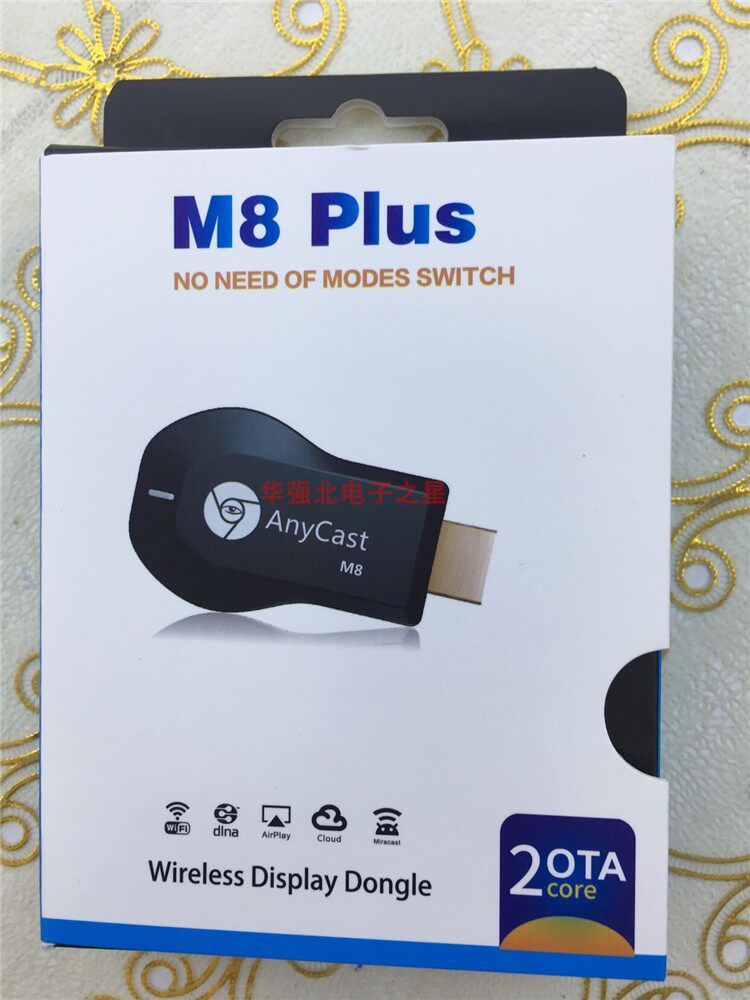 M8 Plus
NO NEED OF MODES SWITCH
华强北电子之星
AnyCast
M8
WiFi
dlna
AirPlay
Cloud
Miracast
Wireless Display Dongle
2 OTA
core